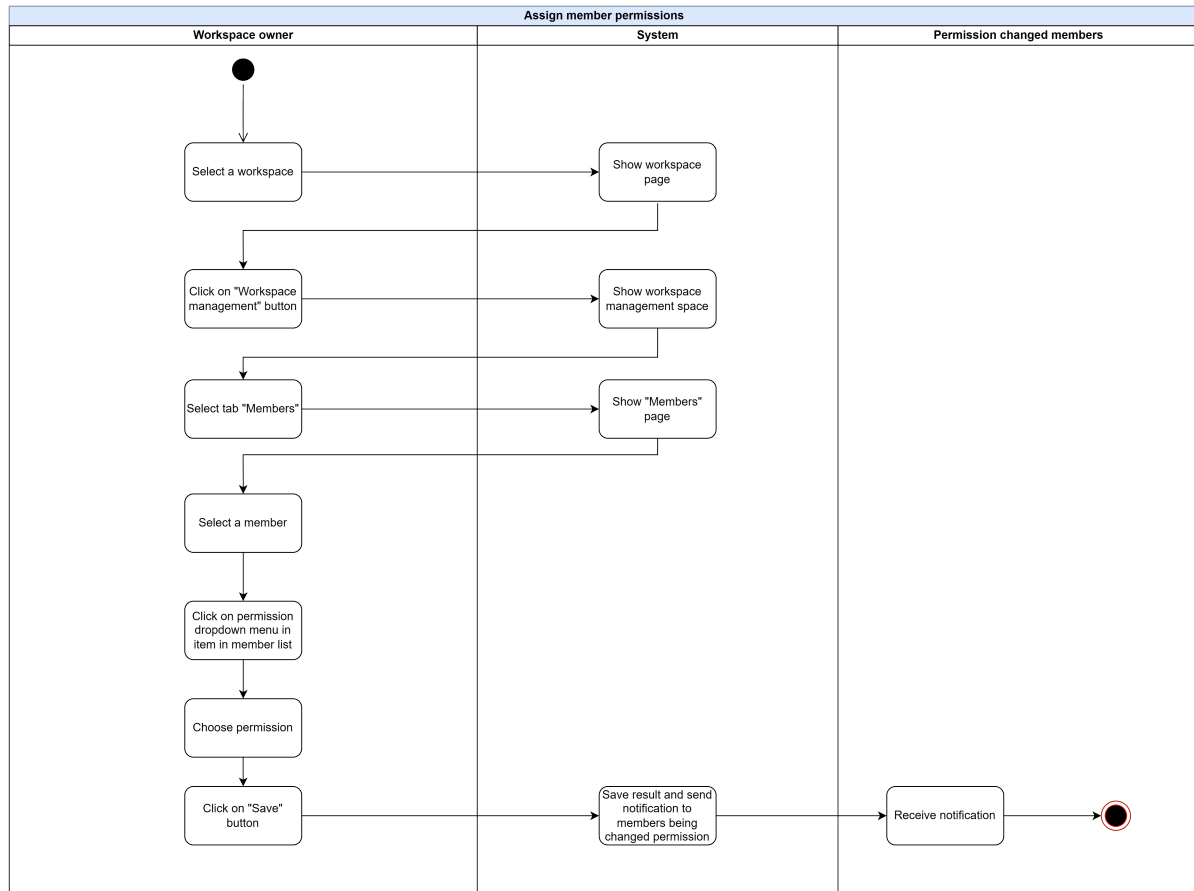 Assign member permissions
Workspace owner
System
Permission changed members
Select a workspace
Show workspace
page
Click on "Workspace
management" button
Show workspace
management space
Select tab "Members"
Show "Members"
page
Select a member
Click on permission
dropdown menu in
item in member list
Choose permission
Click on "Save"
button
Save result and send
notification to
members being
changed permission
Receive notification